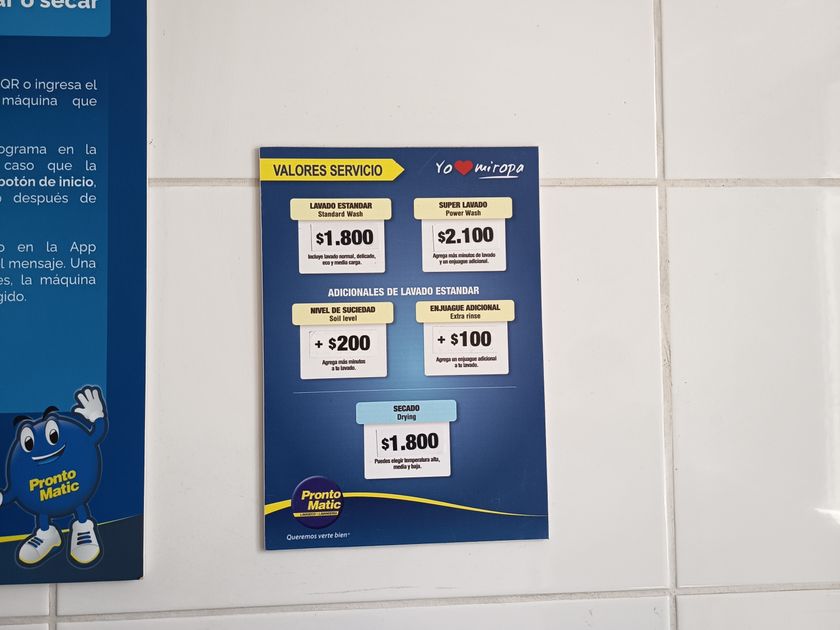 ar o secar
QR o ingresa el
máquina que
ograma en la
caso que la
botón de inicio,
o después de
o en la App
l mensaje. Una
es, la máquina
gido.
Pronto
Matic
VALORES SERVICIO
Yo miropa
LAVADO ESTANDAR
Standard Wash
$1.800
Incluye lavado normal, delicado,
eco y media carga.
SUPER LAVADO
Power Wash
$2.100
Agrega más minutos de lavado
y un enjuague adicional.
ADICIONALES DE LAVADO ESTANDAR
NIVEL DE SUCIEDAD
Soil level
+ $200
Agrega más minutos
a tu lavado.
ENJUAGUE ADICIONAL
Extra rinse
+ $100
Agrega un enjuague adicional
a tu lavado.
SECADO
Drying
$1.800
Puedes elegir temperatura alta,
media y baja.
Pronto
Matic
Queremos verte bien